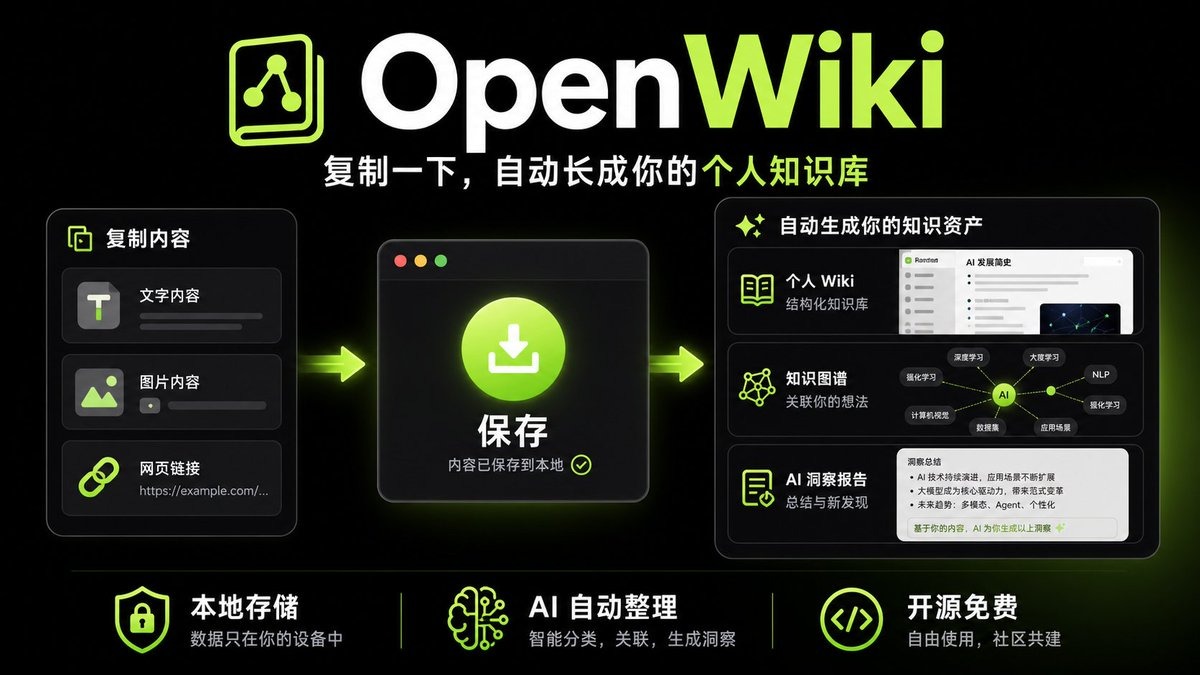 OpenWiki
复制一下，自动长成你的个人知识库
复制内容
T
文字内容
图片内容
网页链接
https://example.com/...
保存
内容已保存到本地
自动生成你的知识资产
个人 Wiki
结构化知识库
AI 发展简史
知识图谱
关联你的想法
深度学习
大度学习
NLP
AI
计算机视觉
数据集
应用场景
AI 洞察报告
总结与新发现
洞察总结
• AI 技术持续演进，应用场景不断扩展
• 大模型成为核心驱动力，带来范式变革
• 未来趋势：多模态、Agent、个性化
基于你的内容，AI 为你生成以上洞察
本地存储
数据只在你的设备中
AI 自动整理
智能分类，关联，生成洞察
开源免费
自由使用，社区共建